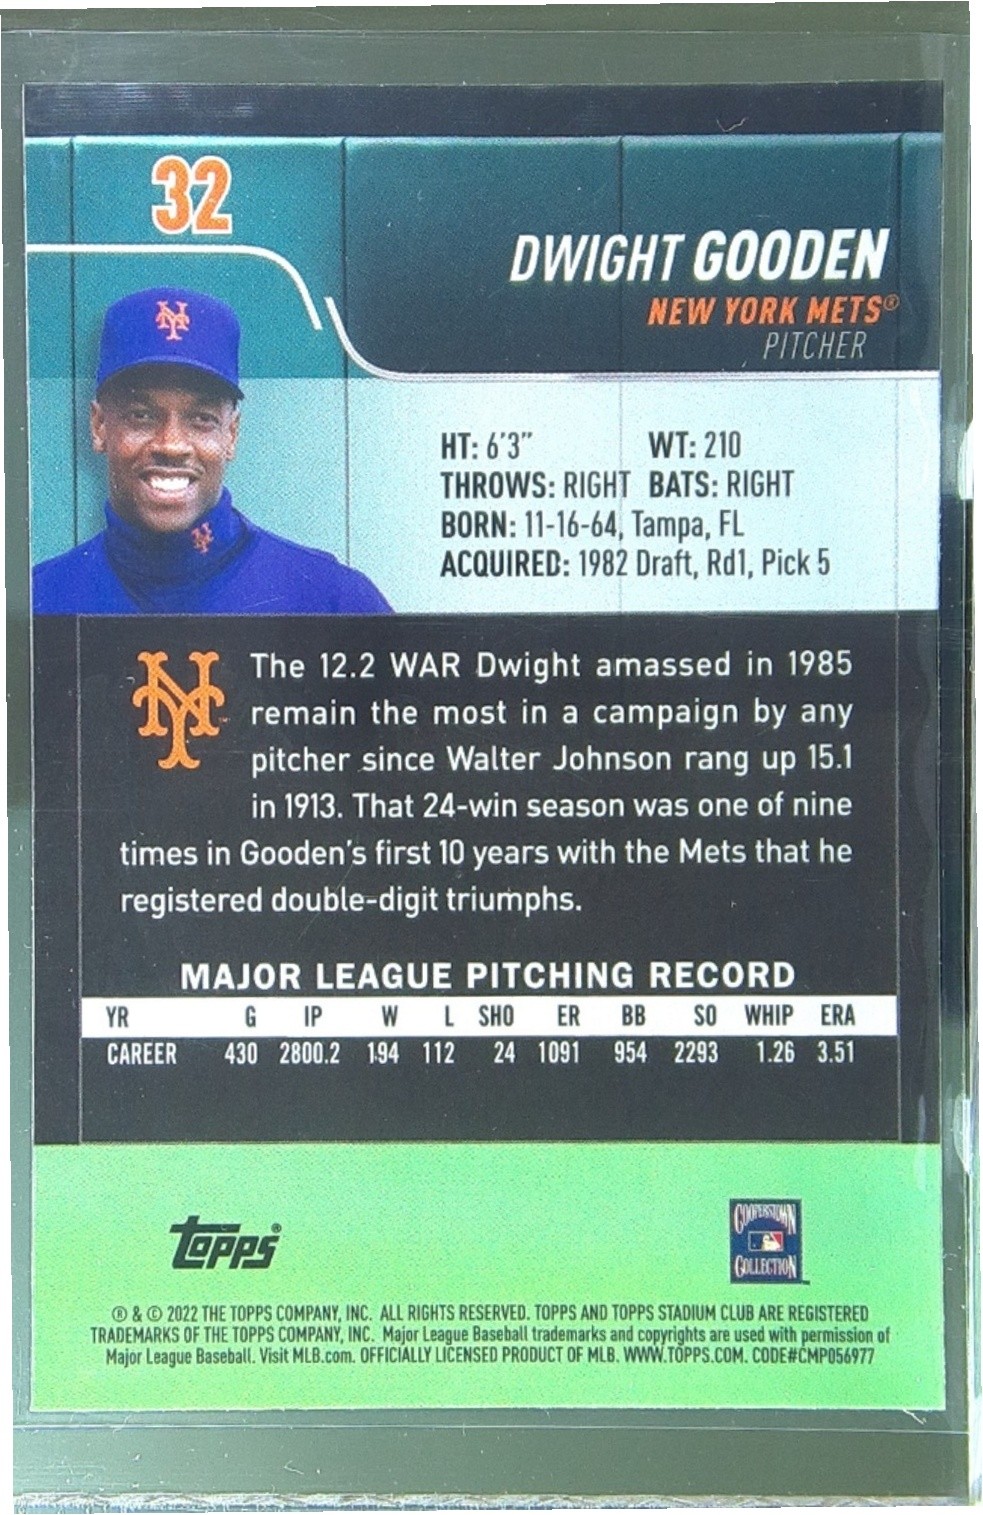 32
DWIGHT GOODEN
NEW YORK METS®
PITCHER
HT: 6'3" WT: 210
THROWS: RIGHT BATS: RIGHT
BORN: 11-16-64, Tampa, FL
ACQUIRED: 1982 Draft, Rd1, Pick 5
NY
The 12.2 WAR Dwight amassed in 1985
remain the most in a campaign by any
pitcher since Walter Johnson rang up 15.1
in 1913. That 24-win season was one of nine
times in Gooden's first 10 years with the Mets that he
registered double-digit triumphs.
MAJOR LEAGUE PITCHING RECORD
YR G IP W L SHO ER BB SO WHIP ERA
CAREER 430 2800.2 194 112 24 1091 954 2293 1.26 3.51
topps®
COOPERSTOWN
COLLECTION
® & © 2022 THE TOPPS COMPANY, INC. ALL RIGHTS RESERVED. TOPPS AND TOPPS STADIUM CLUB ARE REGISTERED
TRADEMARKS OF THE TOPPS COMPANY, INC. Major League Baseball trademarks and copyrights are used with permission of
Major League Baseball. Visit MLB.com. OFFICIALLY LICENSED PRODUCT OF MLB. WWW.TOPPS.COM. CODE#CMP056977